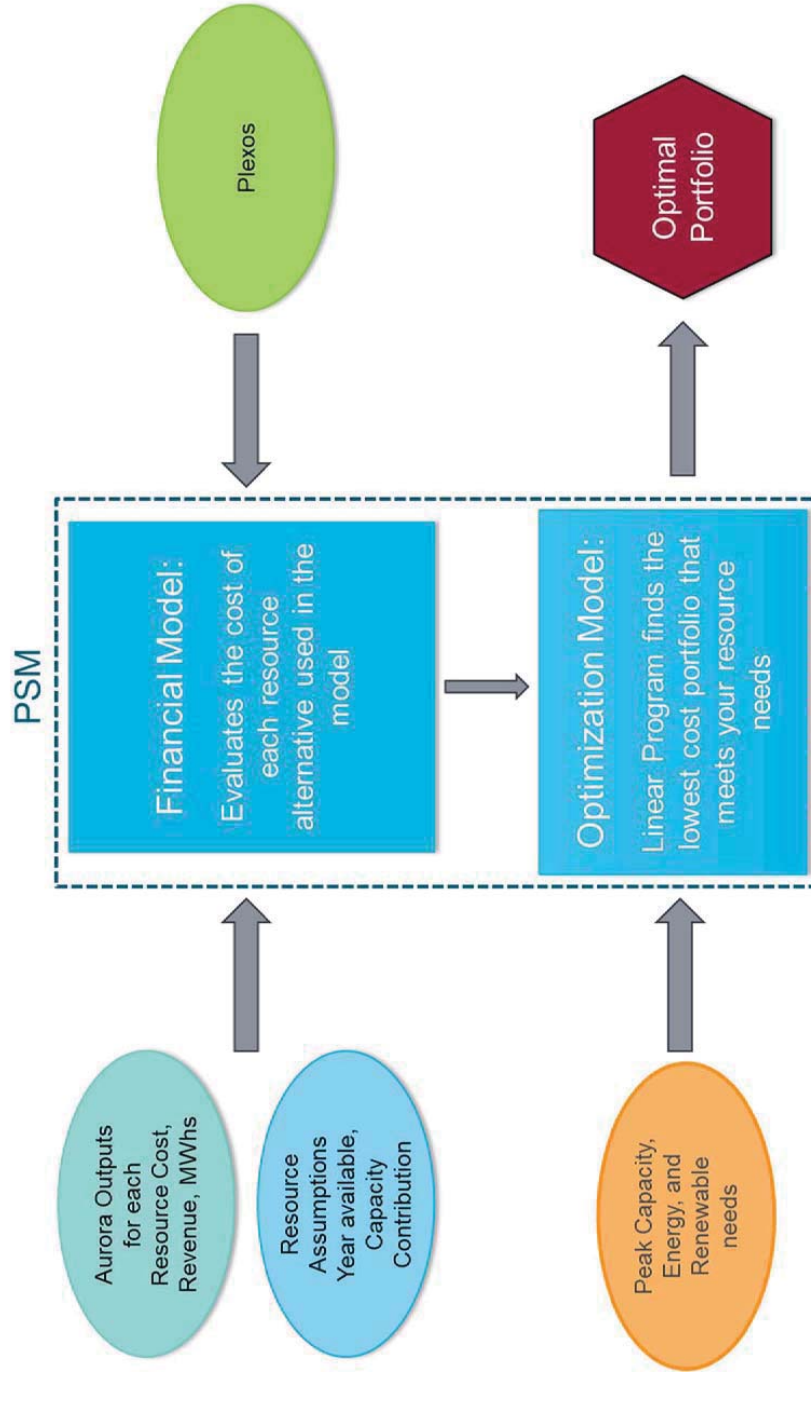 PSM
Aurora Outputs
for each
Resource Cost,
Revenue, MWhs
Resource
Assumptions
Year available,
Capacity
Contribution
Financial Model:
Evaluates the cost of
each resource
alternative used in the
model
Plexos
Peak Capacity,
Energy, and
Renewable
needs
Optimization Model:
Linear Program finds the
lowest cost portfolio that
meets your resource
needs
Optimal
Portfolio